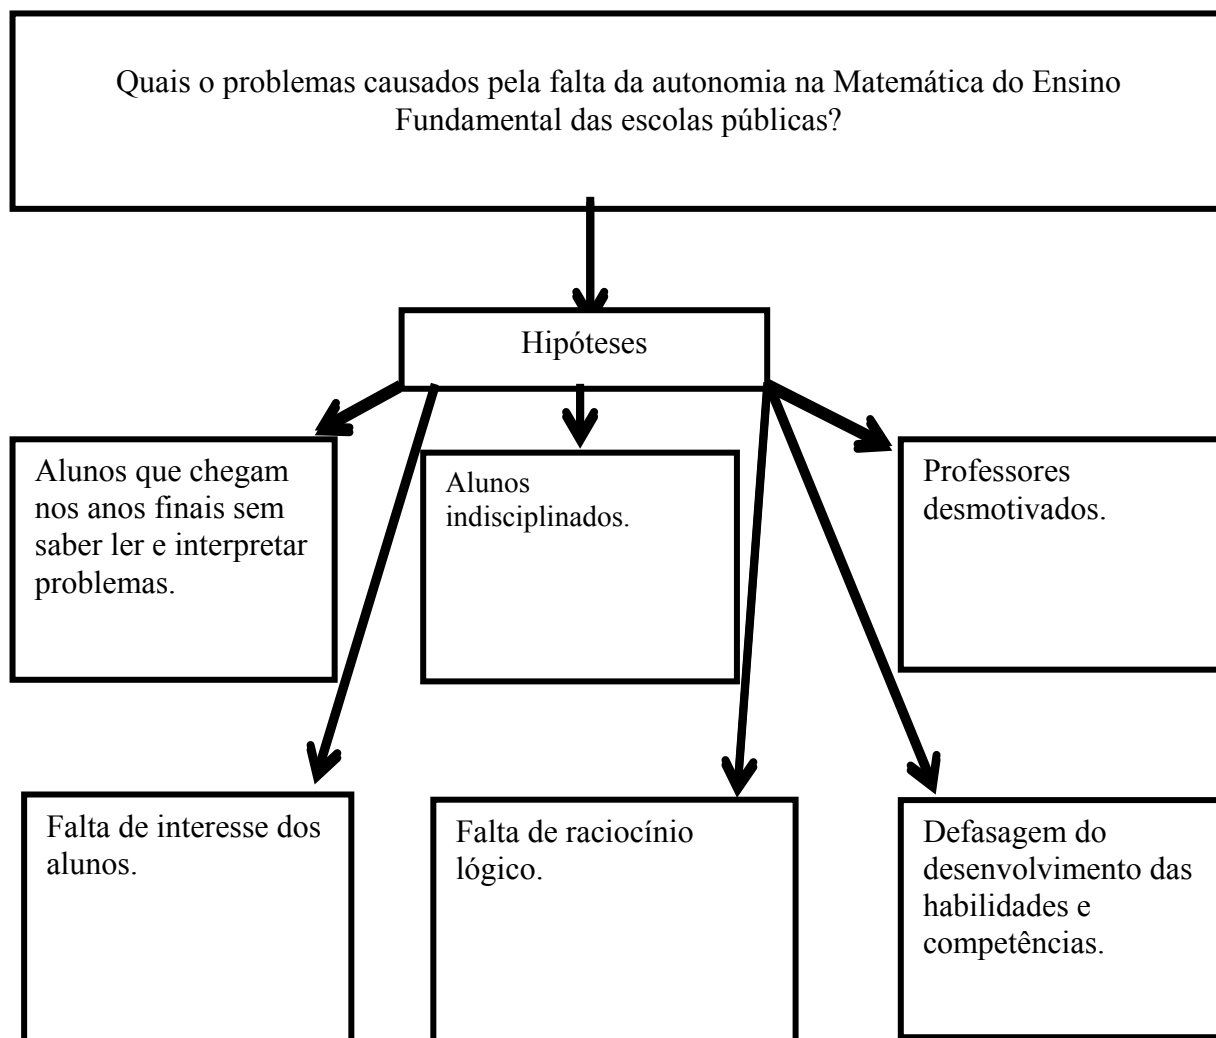 Quais o problemas causados pela falta da autonomia na Matemática do Ensino
Fundamental das escolas públicas?
Hipóteses
Alunos que chegam
nos anos finais sem
saber ler e interpretar
problemas.
Alunos
indisciplinados.
Professores
desmotivados.
Falta de interesse dos
alunos.
Falta de raciocínio
lógico.
Defasagem do
desenvolvimento das
habilidades e
competências.